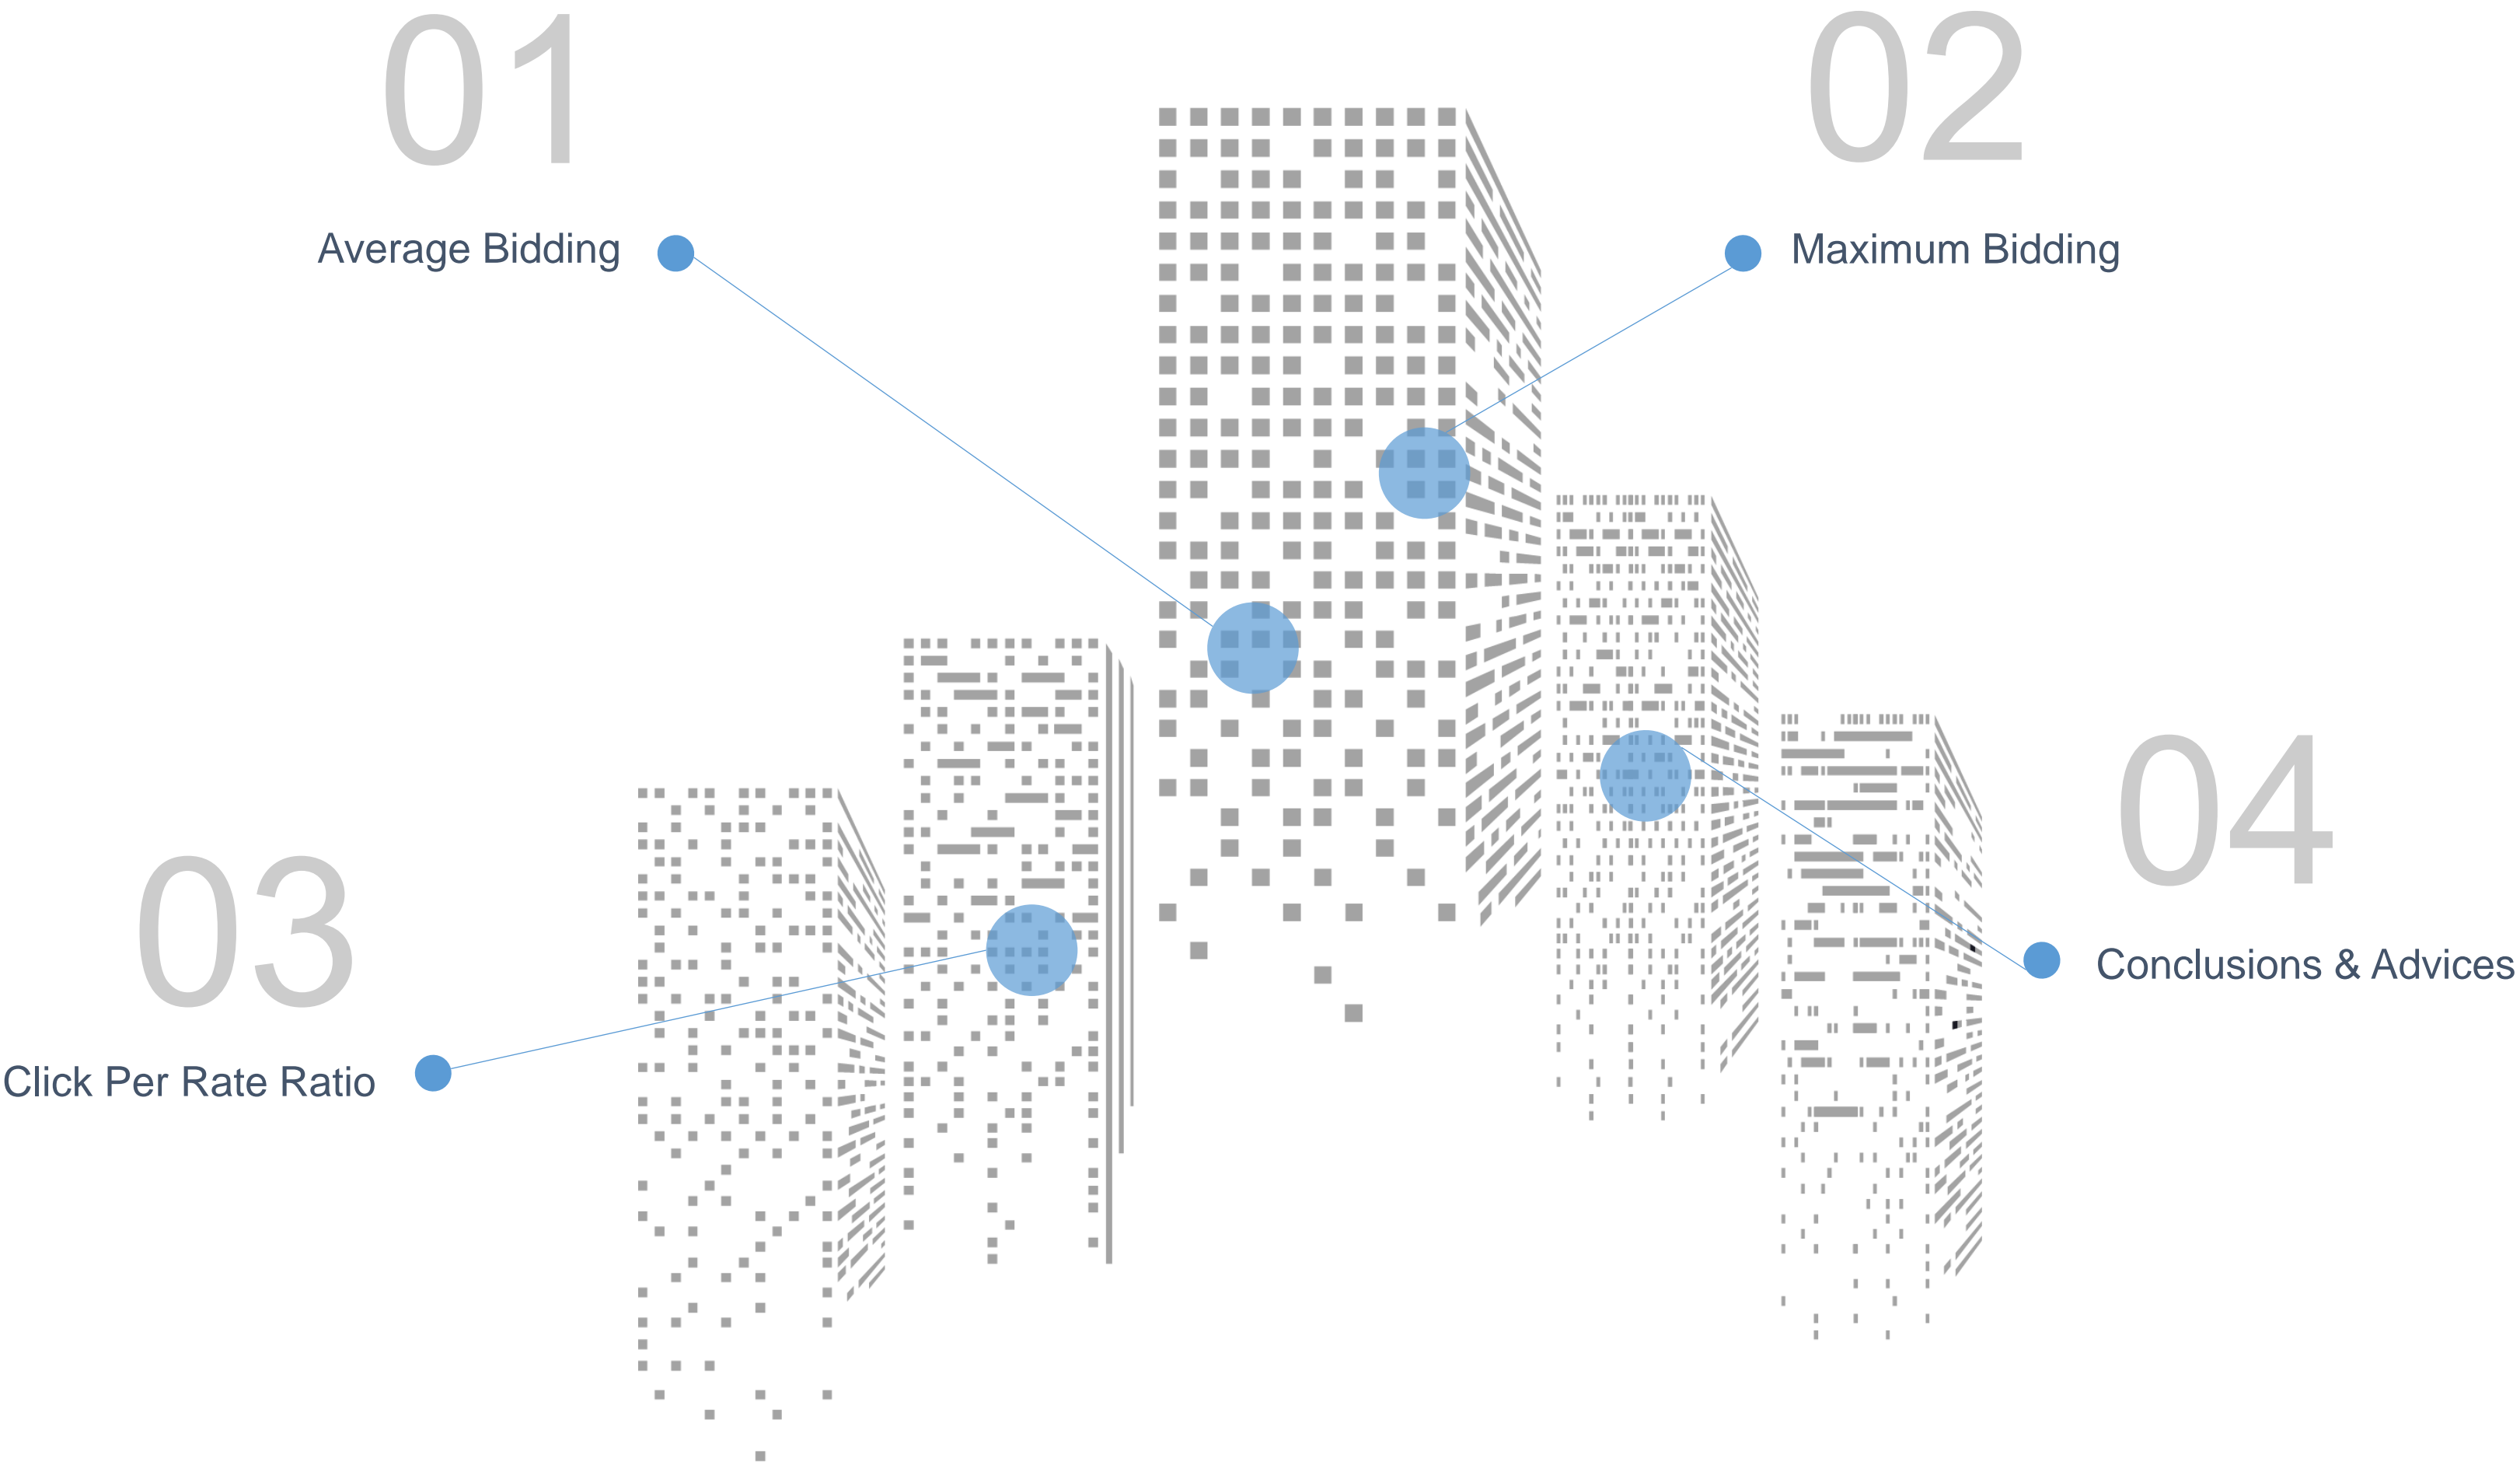 01
Average Bidding
02
Maximum Bidding
03
Click Per Rate Ratio
04
Conclusions & Advices